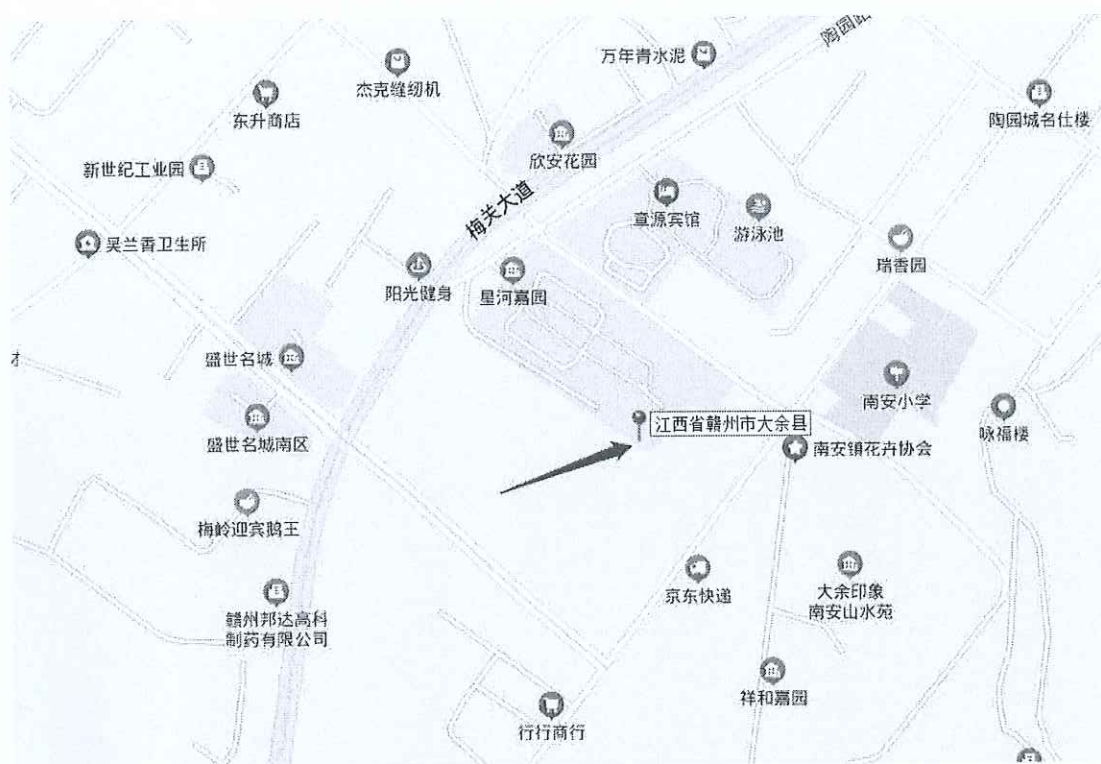 陶园路
万年青水泥
杰克缝纫机
东升商店
陶园城名仕楼
欣安花园
新世纪工业园
梅关大道
童源宾馆
游泳池
吴兰香卫生所
瑞香园
阳光健身
星河嘉园
盛世名城
南安小学
江西省赣州市大余县
咏福楼
盛世名城南区
南安镇花卉协会
梅岭迎宾鹅王
京东快递
大余印象
南安山水苑
赣州邦达高科
制药有限公司
祥和嘉园
行行商行